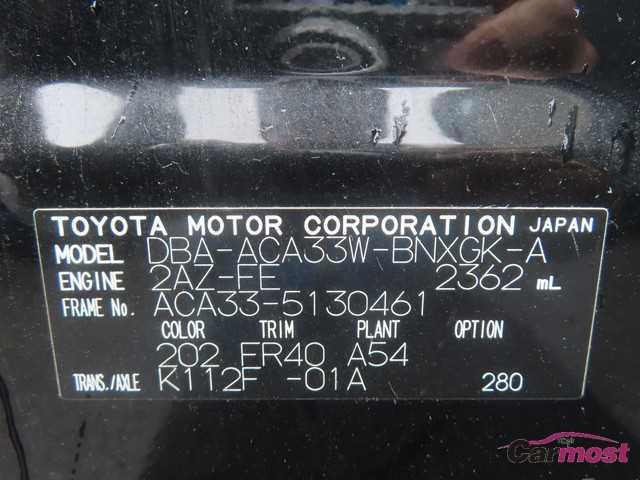 TOYOTA MOTOR CORPORATION JAPAN
MODEL DBA-ACA33W-BNXGK-A
ENGINE 2AZ-FE 2362 mL
FRAME No. ACA33-5130461
COLOR TRIM PLANT OPTION
202 FR40 A54
TRANS./AXLE K112F -01A 280
Carmost